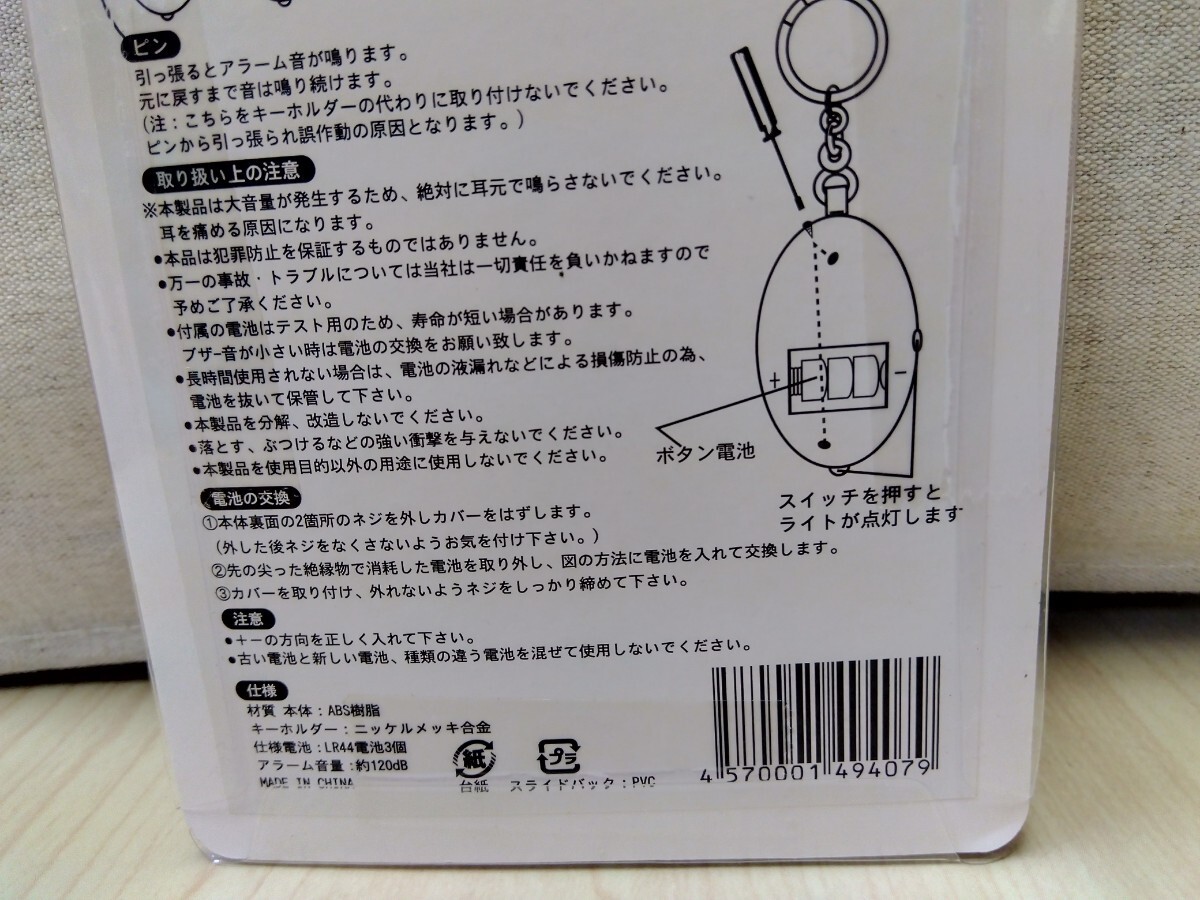 ピン
引っ張るとアラーム音が鳴ります。
元に戻すまで音は鳴り続けます。
(注：こちらをキーホルダーの代わりに取り付けないでください。
ピンから引っ張られ誤作動の原因となります。)
取り扱い上の注意
※本製品は大音量が発生するため、絶対に耳元で鳴らさないでください。
耳を痛める原因になります。
●本品は犯罪防止を保証するものではありません。
●万一の事故・トラブルについては当社は一切責任を負いかねますので
予めご了承ください。
●付属の電池はテスト用のため、寿命が短い場合があります。
ブザー音が小さい時は電池の交換をお願い致します。
●長時間使用されない場合は、電池の液漏れなどによる損傷防止の為、
電池を抜いて保管して下さい。
●本製品を分解、改造しないでください。
●落とす、ぶつけるなどの強い衝撃を与えないでください。
●本製品を使用目的以外の用途に使用しないでください。
電池の交換
①本体裏面の2箇所のネジを外しカバーをはずします。
(外した後ネジをなくさないようお気を付け下さい。)
②先の尖った絶縁物で消耗した電池を取り外し、図の方法に電池を入れて交換します。
③カバーを取り付け、外れないようネジをしっかり締めて下さい。
注意
●＋－の方向を正しく入れて下さい。
●古い電池と新しい電池、種類の違う電池を混ぜて使用しないでください。
仕様
材質 本体：ABS樹脂
キーホルダー：ニッケルメッキ合金
仕様電池：LR44電池3個
アラーム音量：約120dB
MADE IN CHINA
紙
台紙
プラ
スライドパック：PVC
+
－
ボタン電池
スイッチを押すと
ライトが点灯します
4 570001 494079